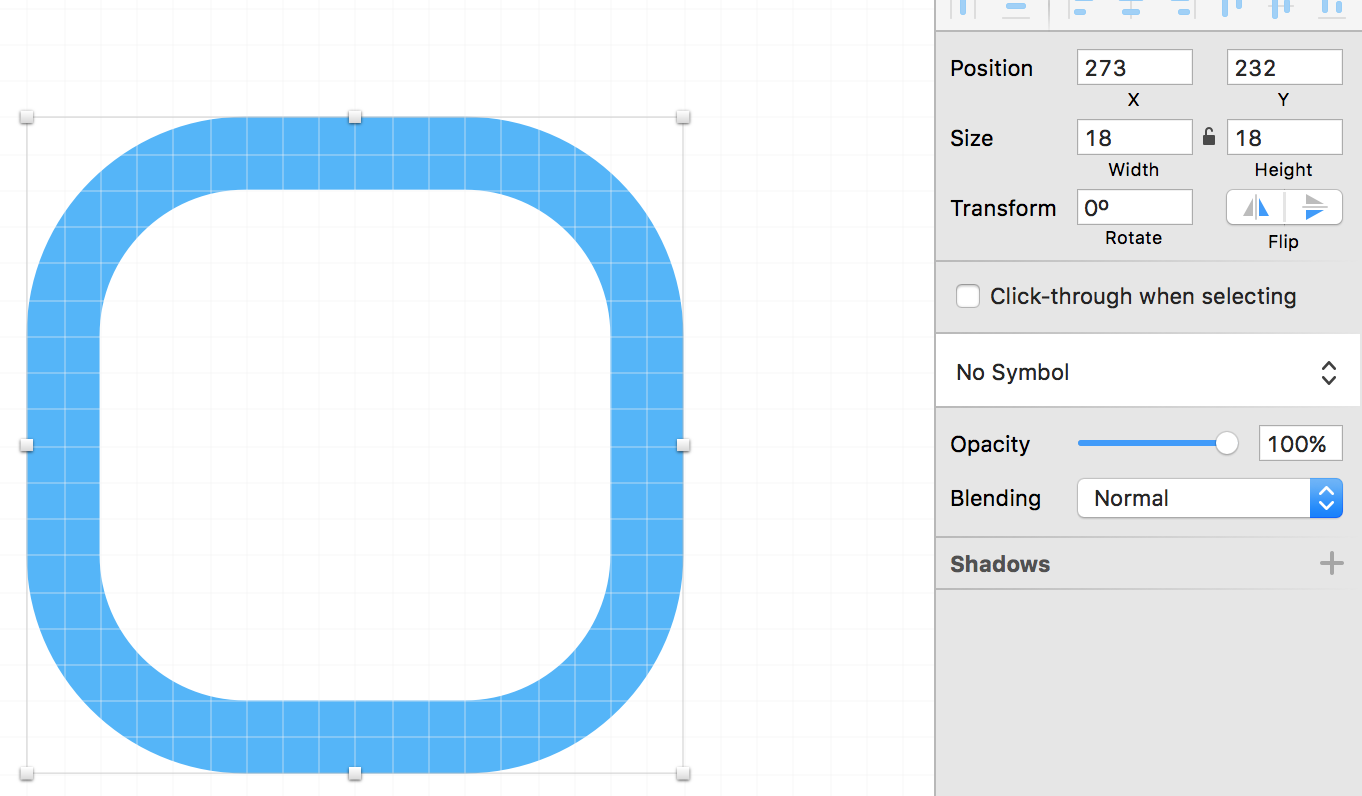 Position 273 232
X Y
Size 18 18
Width Height
Transform 0º
Rotate Flip
Click-through when selecting
No Symbol
Opacity 100%
Blending Normal
Shadows